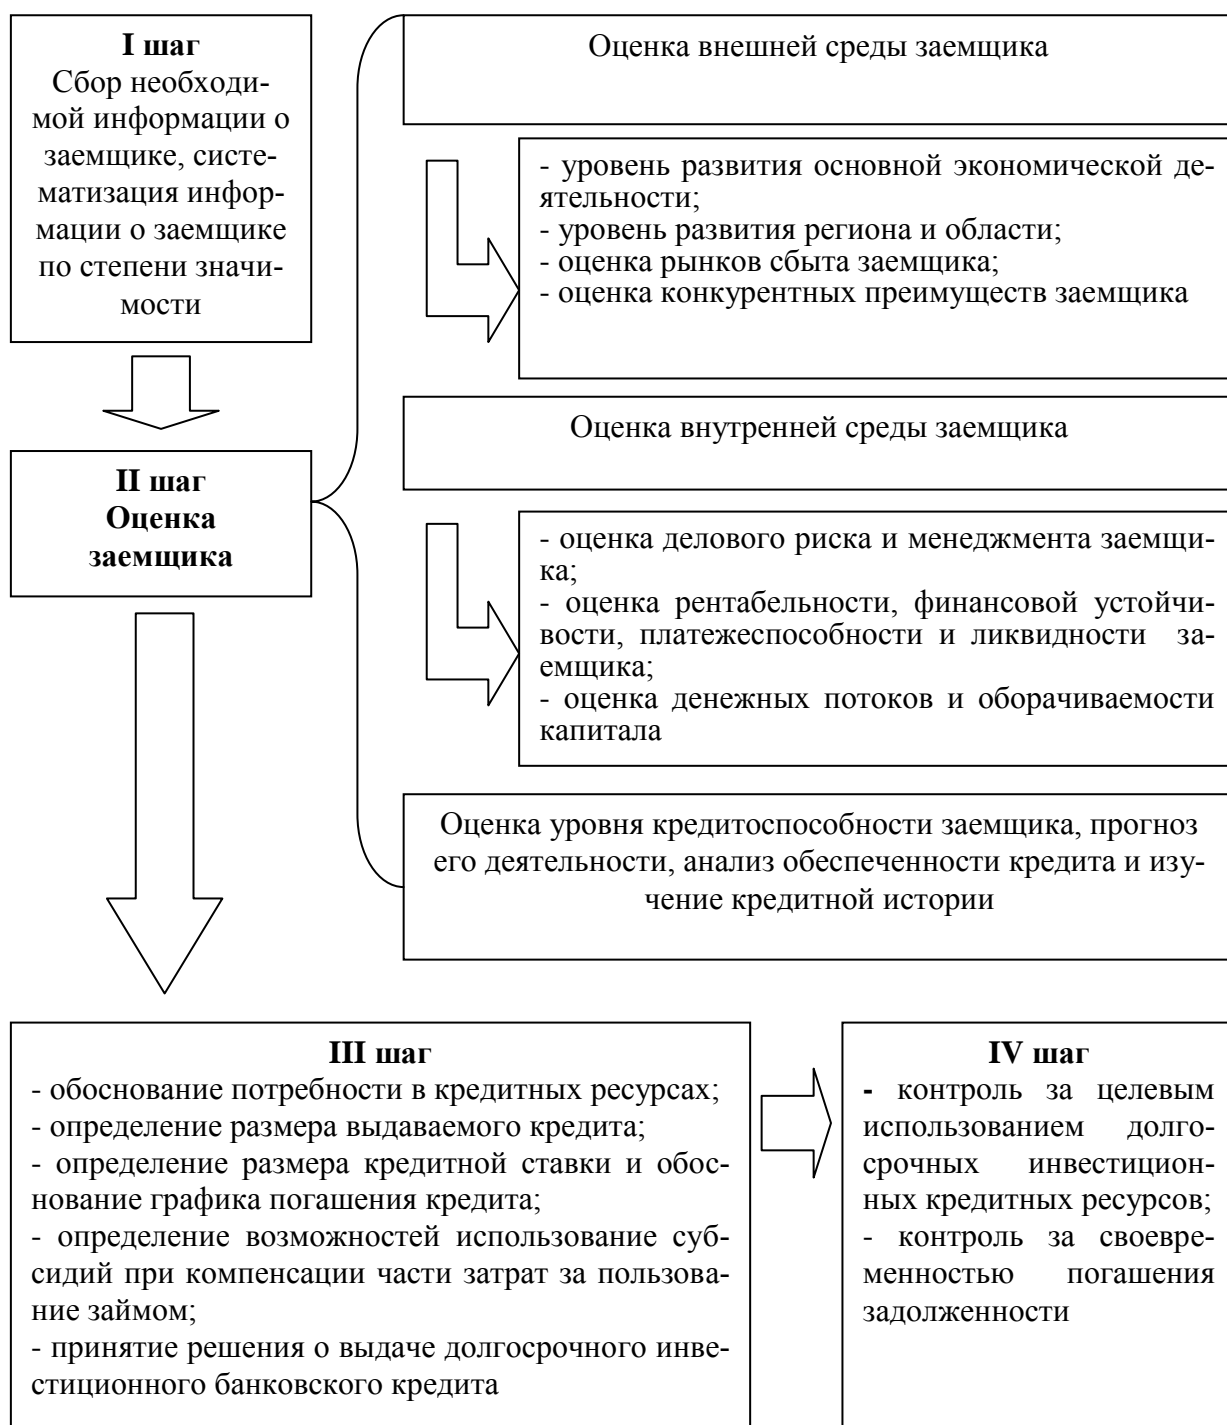 I шаг
Сбор необходи-
мой информации о
заемщике, систе-
матизация инфор-
мации о заемщике
по степени значи-
мости
Оценка внешней среды заемщика
- уровень развития основной экономической де-
ятельности;
- уровень развития региона и области;
- оценка рынков сбыта заемщика;
- оценка конкурентных преимуществ заемщика
II шаг
Оценка
заемщика
Оценка внутренней среды заемщика
- оценка делового риска и менеджмента заемщи-
ка;
- оценка рентабельности, финансовой устойчи-
вости, платежеспособности и ликвидности за-
емщика;
- оценка денежных потоков и оборачиваемости
капитала
Оценка уровня кредитоспособности заемщика, прогноз
его деятельности, анализ обеспеченности кредита и изу-
чение кредитной истории
III шаг
- обоснование потребности в кредитных ресурсах;
- определение размера выдаваемого кредита;
- определение размера кредитной ставки и обос-
нование графика погашения кредита;
- определение возможностей использование суб-
сидий при компенсации части затрат за пользова-
ние займом;
- принятие решения о выдаче долгосрочного инве-
стиционного банковского кредита
IV шаг
- контроль за целевым
использованием долго-
срочных инвестицион-
ных кредитных ресурсов;
- контроль за своевре-
менностью погашения
задолженности